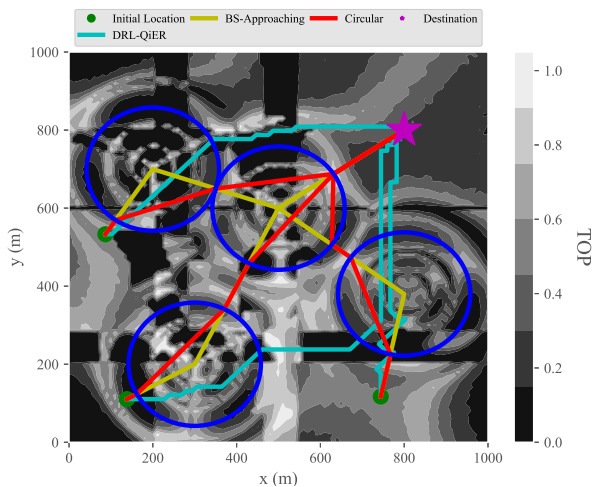 Initial Location BS-Approaching Circular Destination
DRL-QiER
1000
800
600
400
200
0
y (m)
0 200 400 600 800 1000
x (m)
1.0
0.8
0.6
0.4
0.2
0.0
TOP